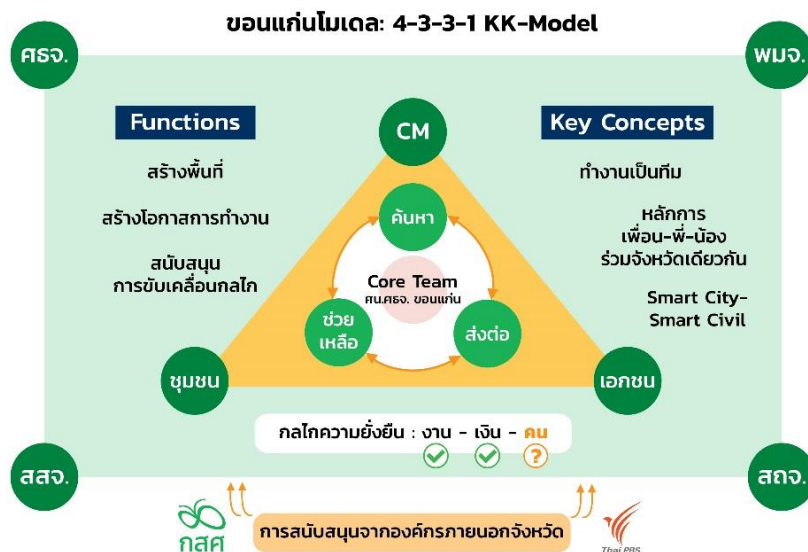 ขอนแก่นโมเดล: 4-3-3-1 KK-Model
ศธจ.
พมจ.
Functions
สร้างพื้นที่
สร้างโอกาสการทำงาน
สนับสนุน
การขับเคลื่อนกลไก
CM
ค้นหา
Core Team
ศน.ศธจ. ขอนแก่น
ช่วย
เหลือ
ส่งต่อ
ชุมชน
เอกชน
Key Concepts
ทำงานเป็นทีม
หลักการ
เพื่อน-พี่-น้อง
ร่วมจังหวัดเดียวกัน
Smart City-
Smart Civil
กลไกความยั่งยืน : งาน - เงิน - คน
?
สสจ.
สถจ.
กสศ
การสนับสนุนจากองค์กรภายนอกจังหวัด
Thai PBS